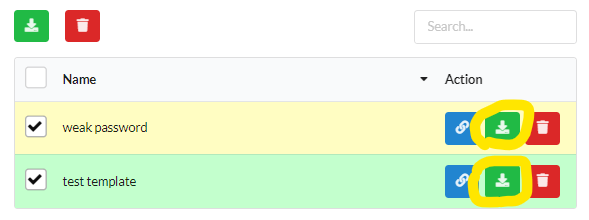 Search...
Name
Action
weak password
test template